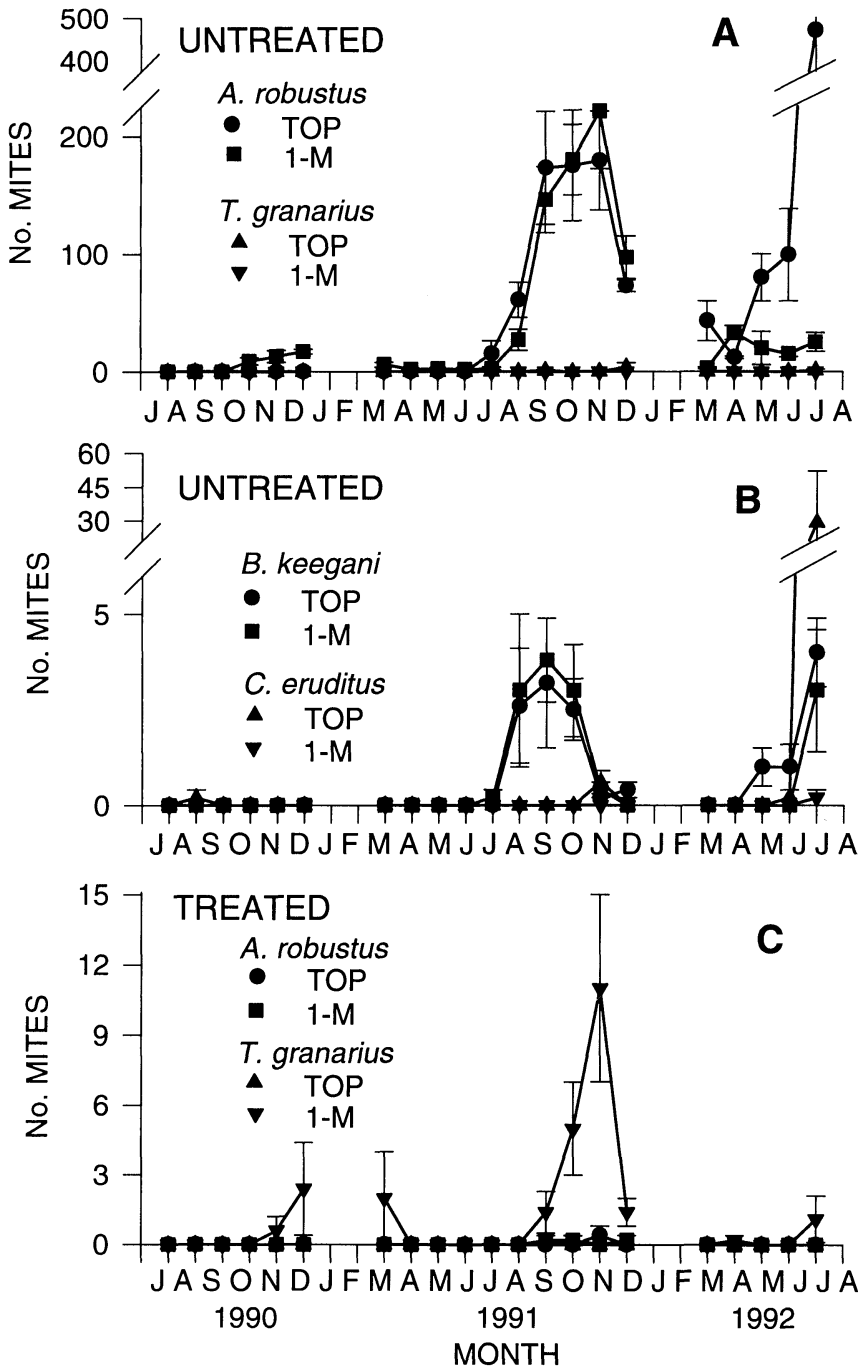 A
UNTREATED
A. robustus
TOP
1-M
T. granarius
TOP
1-M
No. MITES
500
400
200
100
0
J A S O N D J F M A M J J A S O N D J F M A M J J A
B
UNTREATED
B. keegani
TOP
1-M
C. eruditus
TOP
1-M
No. MITES
60
45
30
5
0
J A S O N D J F M A M J J A S O N D J F M A M J J A
C
TREATED
A. robustus
TOP
1-M
T. granarius
TOP
1-M
No. MITES
15
12
9
6
3
0
J A S O N D J F M A M J J A S O N D J F M A M J J A
1990 1991 1992
MONTH